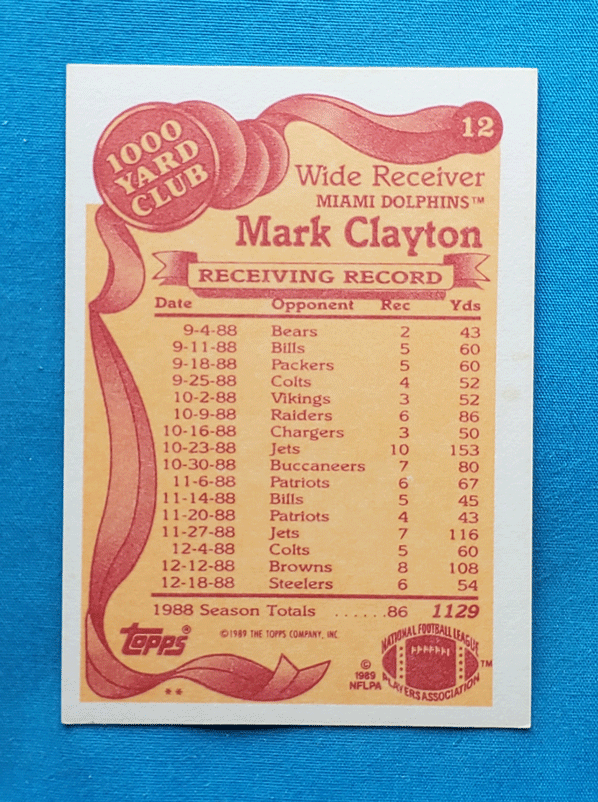 1000
YARD
CLUB
12
Wide Receiver
MIAMI DOLPHINS™
Mark Clayton
RECEIVING RECORD
Date Opponent Rec Yds
9-4-88 Bears 2 43
9-11-88 Bills 5 60
9-18-88 Packers 5 60
9-25-88 Colts 4 52
10-2-88 Vikings 3 52
10-9-88 Raiders 6 86
10-16-88 Chargers 3 50
10-23-88 Jets 10 153
10-30-88 Buccaneers 7 80
11-6-88 Patriots 6 67
11-14-88 Bills 5 45
11-20-88 Patriots 4 43
11-27-88 Jets 7 116
12-4-88 Colts 5 60
12-12-88 Browns 8 108
12-18-88 Steelers 6 54
1988 Season Totals ......86 1129
Topps®
©1989 THE TOPPS COMPANY, INC.
**
©
1989
NFLPA
NATIONAL FOOTBALL LEAGUE
PLAYERS ASSOCIATION
™